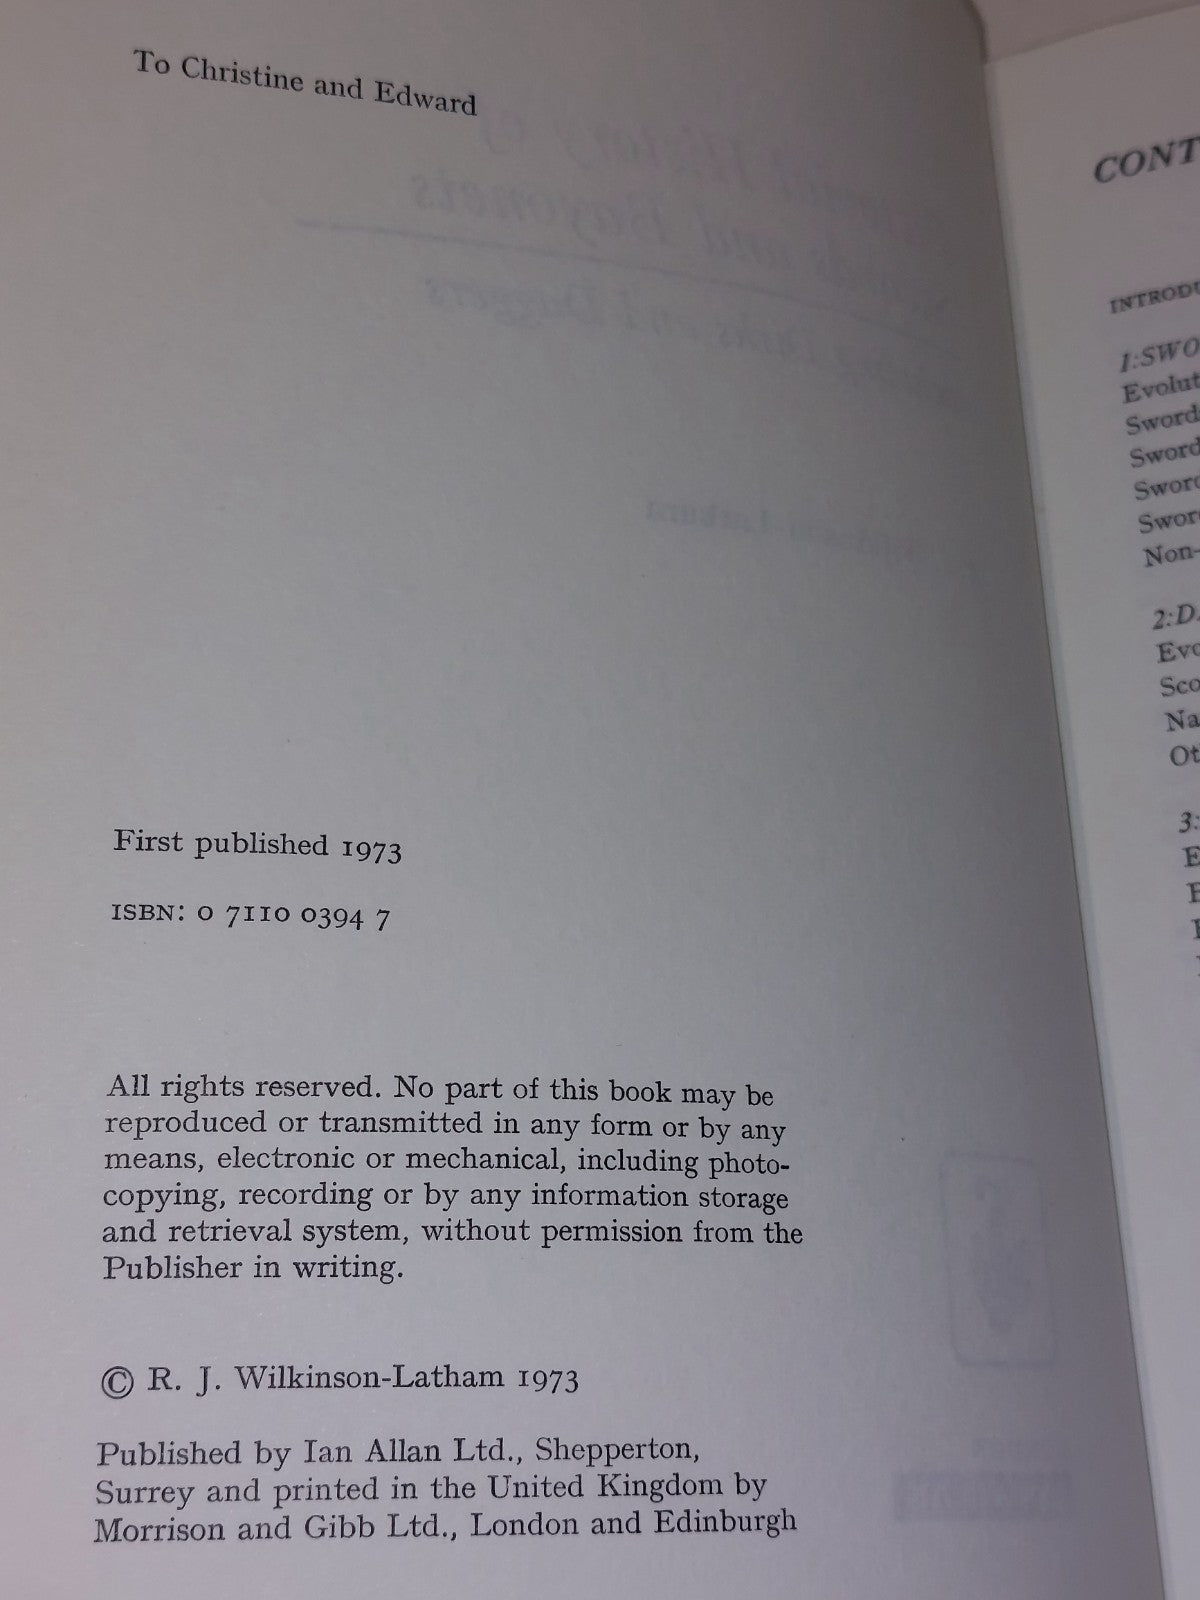 To Christine and Edward
First published 1973
ISBN: 0 7110 0394 7
All rights reserved. No part of this book may be
reproduced or transmitted in any form or by any
means, electronic or mechanical, including photo-
copying, recording or by any information storage
and retrieval system, without permission from the
Publisher in writing.
© R. J. Wilkinson-Latham 1973
Published by Ian Allan Ltd., Shepperton,
Surrey and printed in the United Kingdom by
Morrison and Gibb Ltd., London and Edinburgh
CONT
INTRODU
1:SWO
Evolut
Sword
Sword
Sword
Swor
Non-
2:D
Evo
Sco
Na
Ot
3:
E
E